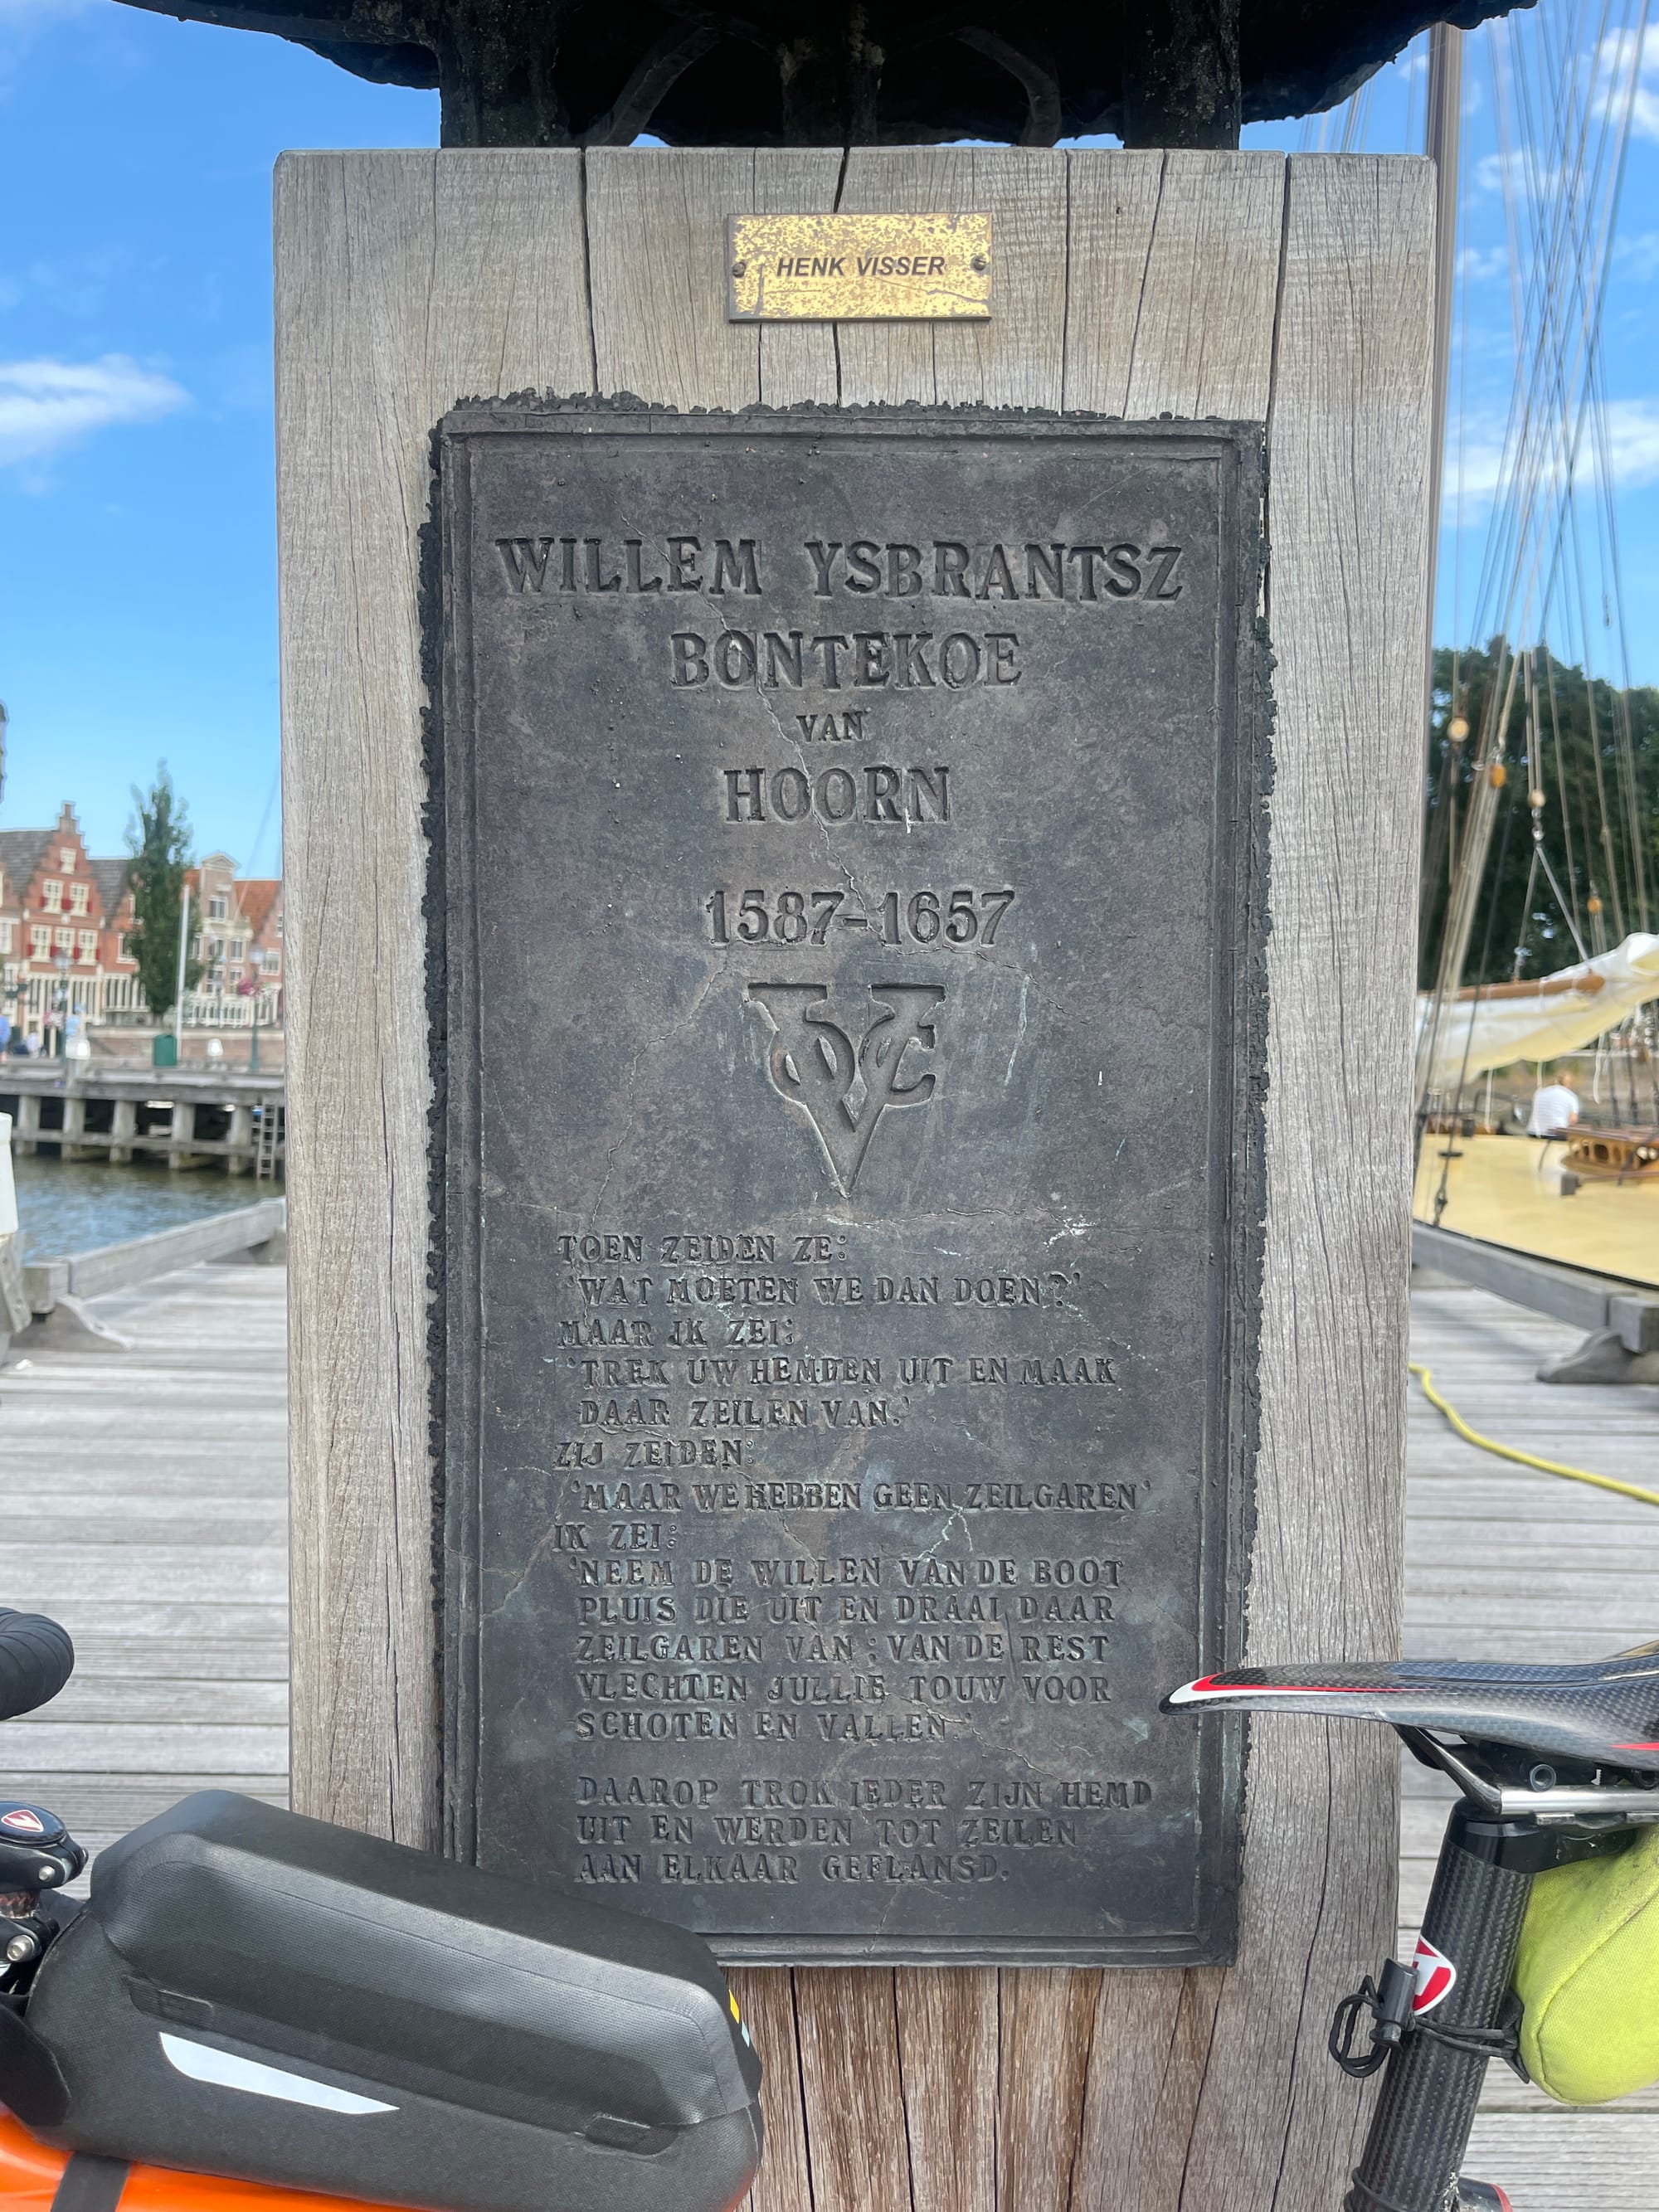 HENK VISSER
WILLEM YSBRANTSZ
BONTEKOE
VAN
HOORN
1587-1657
VOC
TOEN ZEIDEN ZE:
'WAT MOETEN WE DAN DOEN?'
MAAR IK ZEI:
'TREK UW HEMDEN UIT EN MAAK
DAAR ZEILEN VAN.'
ZIJ ZEIDEN:
'MAAR WE HEBBEN GEEN ZEILGAREN'
IK ZEI:
'NEEM DE WILLEN VAN DE BOOT
PLUIS DIE UIT EN DRAAI DAAR
ZEILGAREN VAN; VAN DE REST
VLECHTEN JULLIE TOUW VOOR
SCHOTEN EN VALLEN.'
DAAROP TROK IEDER ZIJN HEMD
UIT EN WERDEN TOT ZEILEN
AAN ELKAAR GEFLANSD.